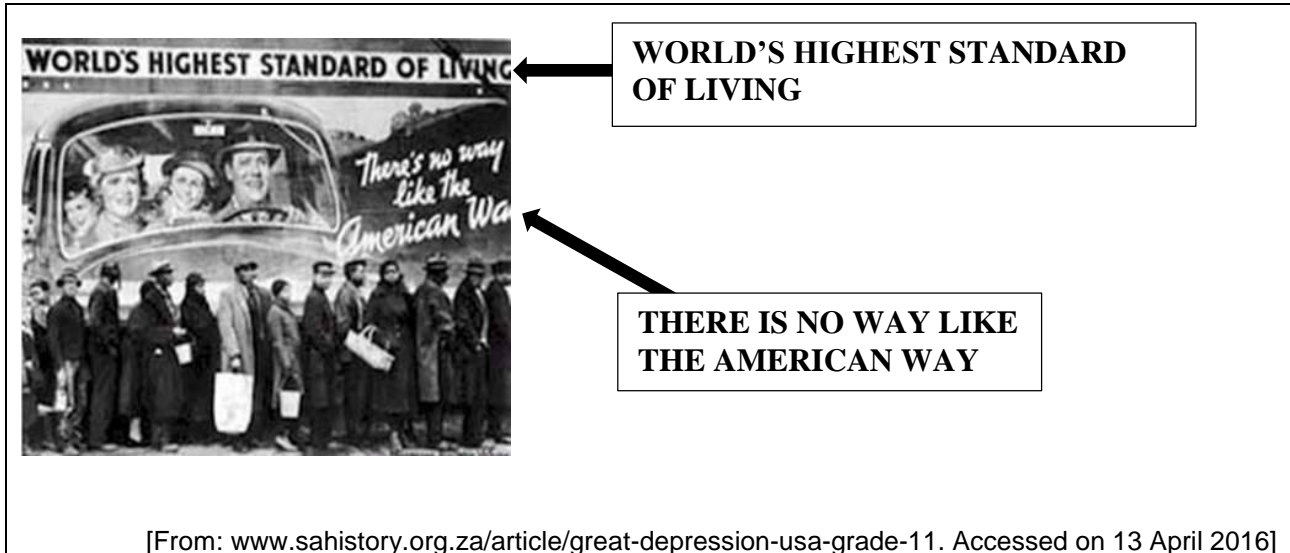 WORLD'S HIGHEST STANDARD OF LIVING
There's no way
like the
American Wa
WORLD'S HIGHEST STANDARD
OF LIVING
THERE IS NO WAY LIKE
THE AMERICAN WAY
[From: www.sahistory.org.za/article/great-depression-usa-grade-11. Accessed on 13 April 2016]